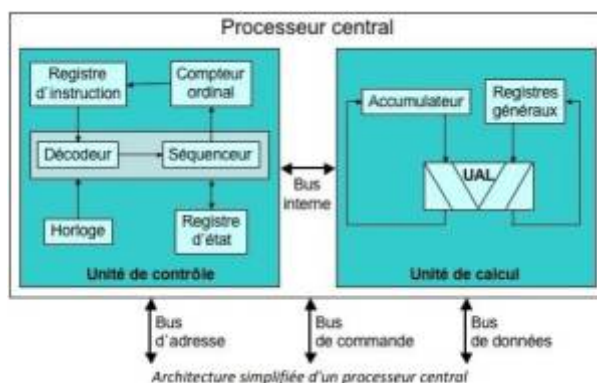 Processeur central
Registre
d'instruction
Compteur
ordinal
Décodeur
Séquenceur
Horloge
Registre
d'état
Unité de contrôle
Bus
interne
Accumulateur
Registres
généraux
UAL
Unité de calcul
Bus
d'adresse
Bus
de commande
Bus
de données
Architecture simplifiée d'un processeur central